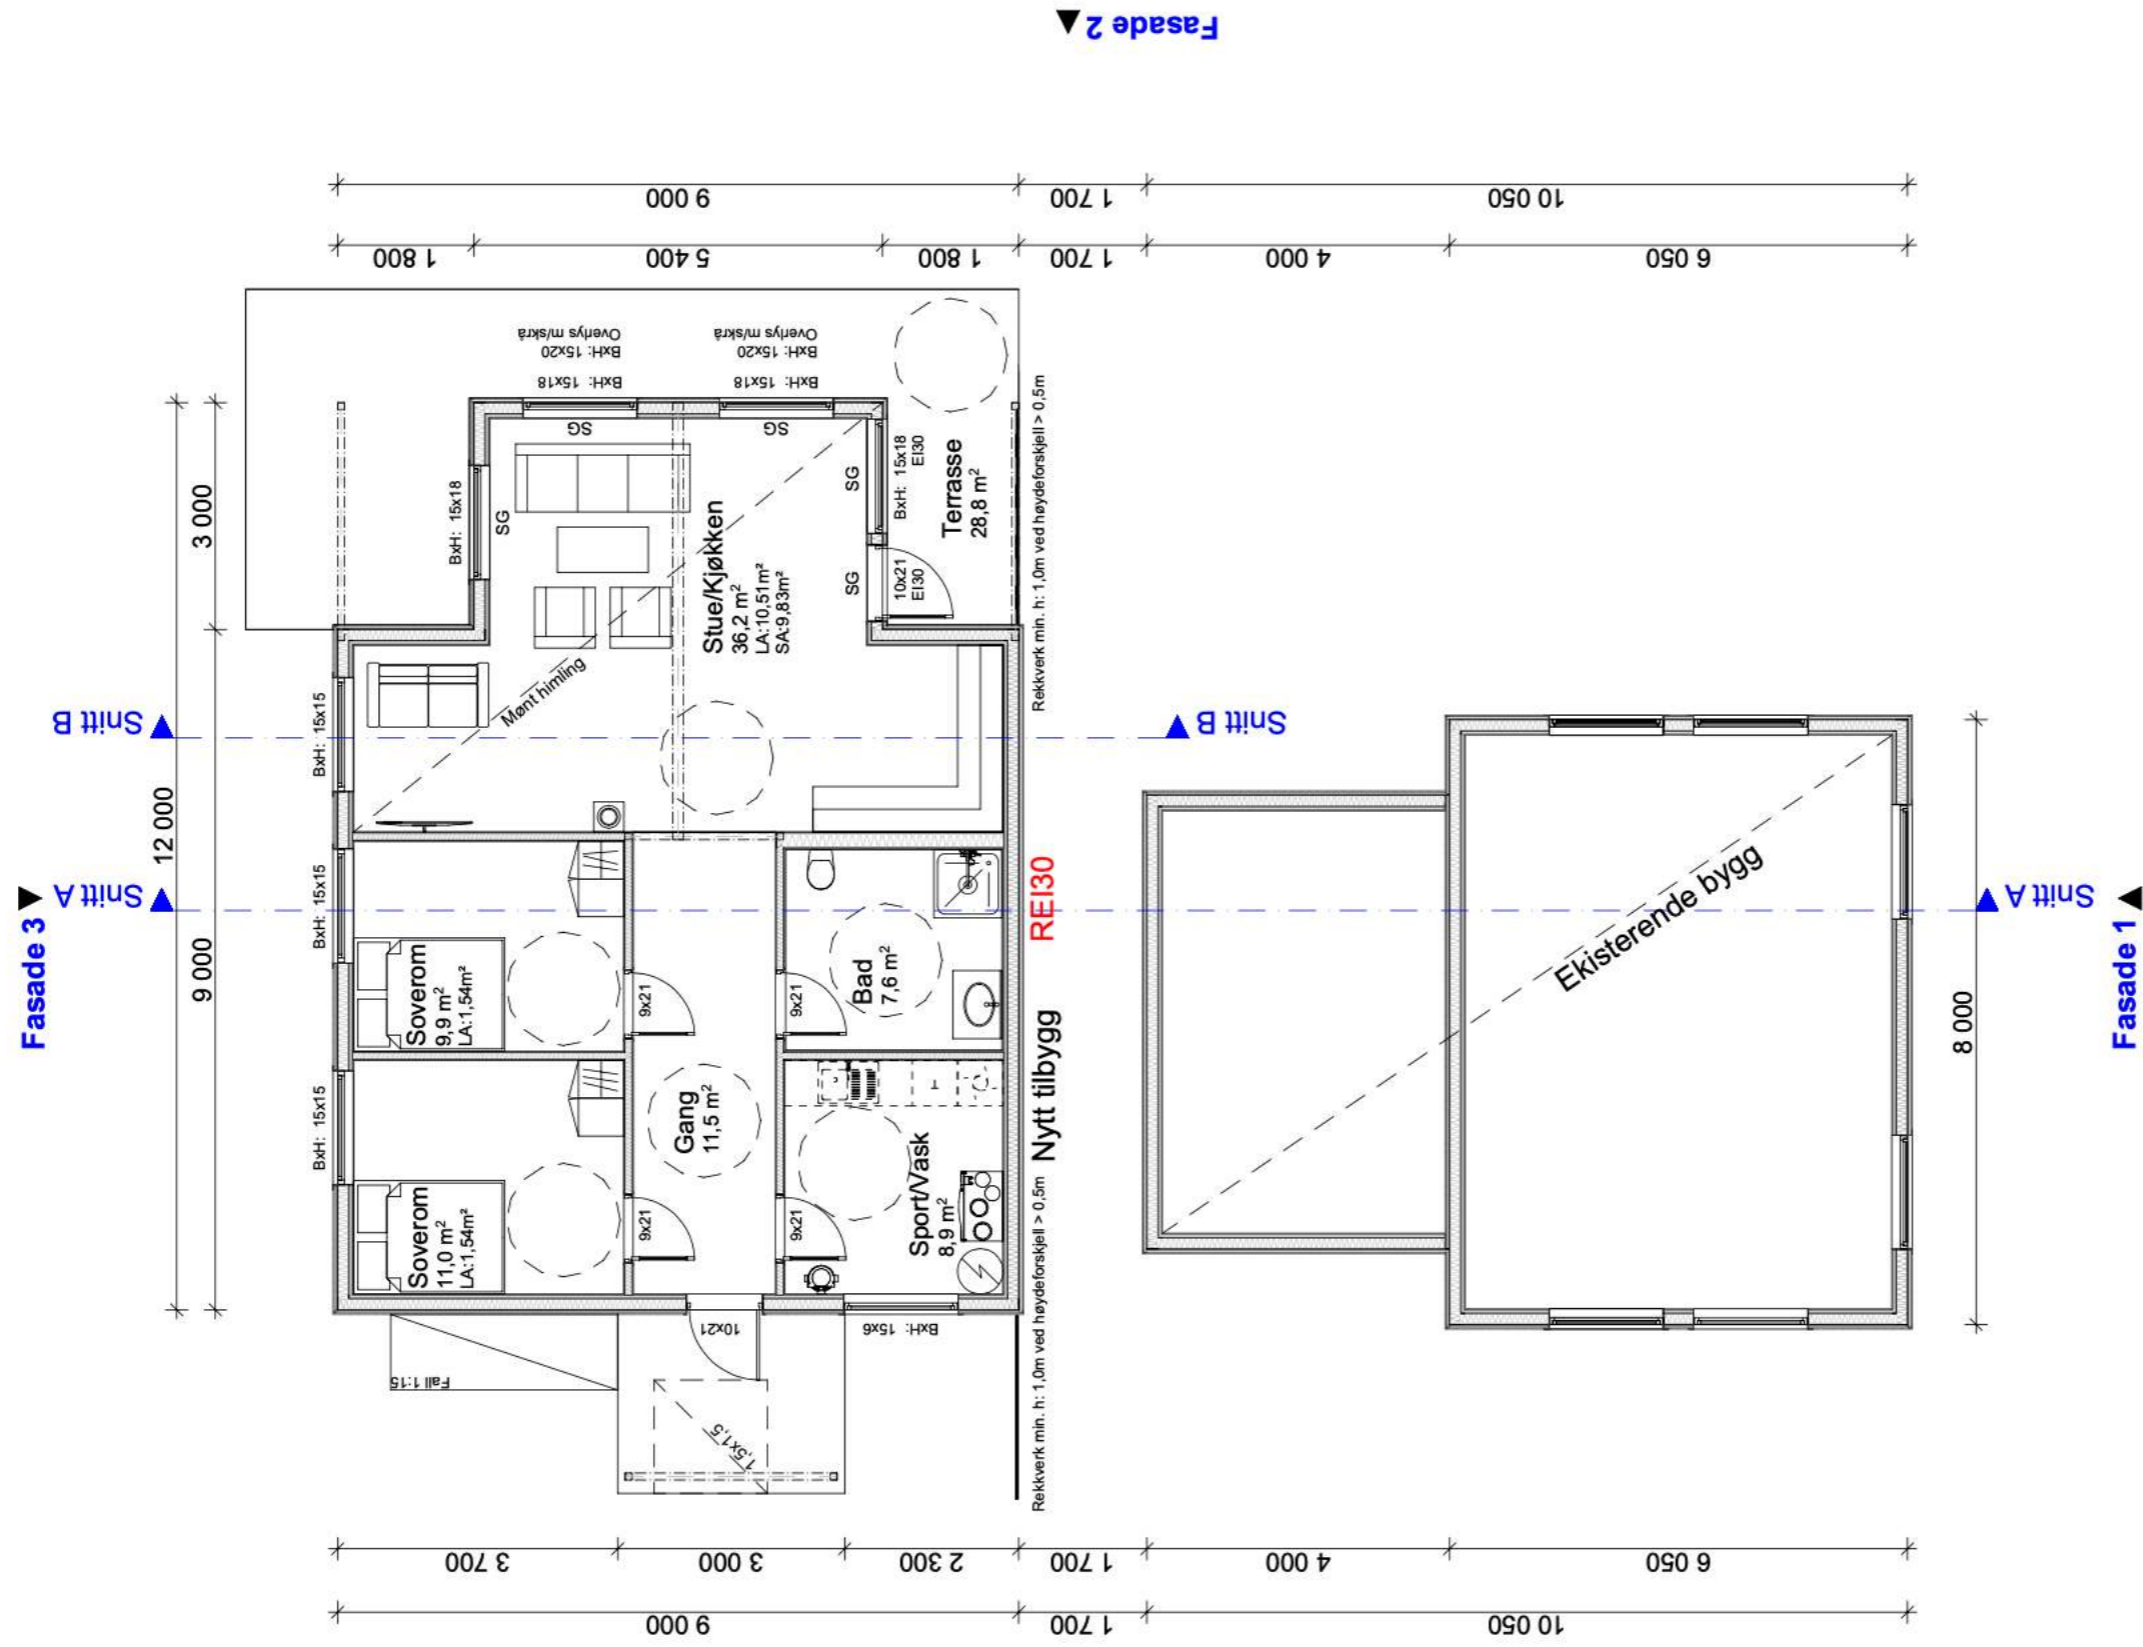 Fasade 2
9 000
1 700
10 050
1 800
5 400
1 800
1 700
4 000
6 050
3 000
12 000
9 000
Overlys m/skrå
BxH: 15x20
BxH: 15x18
Overlys m/skrå
BxH: 15x20
BxH: 15x18
SG
SG
BxH: 15x18
SG
SG
BxH: 15x18
EI30
SG
10x21
EI30
Terrasse
28,8 m²
Rekkverk min. h: 1,0m ved høydeforskjell > 0,5m
Stue/Kjøkken
36,2 m²
LA:10,51m²
SA:9,83m²
Mønt himling
BxH: 15x15
Snitt B
Snitt B
Fasade 3
Snitt A
BxH: 15x15
Soverom
9,9 m²
LA:1,54m²
9x21
9x21
Bad
7,6 m²
REI30
Nytt tilbygg
BxH: 15x15
Soverom
11,0 m²
LA:1,54m²
Gang
11,5 m²
9x21
9x21
Sport/Vask
8,9 m²
T
Ekisterende bygg
Snitt A
Fasade 1
8 000
10x21
BxH: 15x6
Fall 1:15
1,5x1,5
Rekkverk min. h: 1,0m ved høydeforskjell > 0,5m
3 700
3 000
2 300
1 700
4 000
6 050
9 000
1 700
10 050